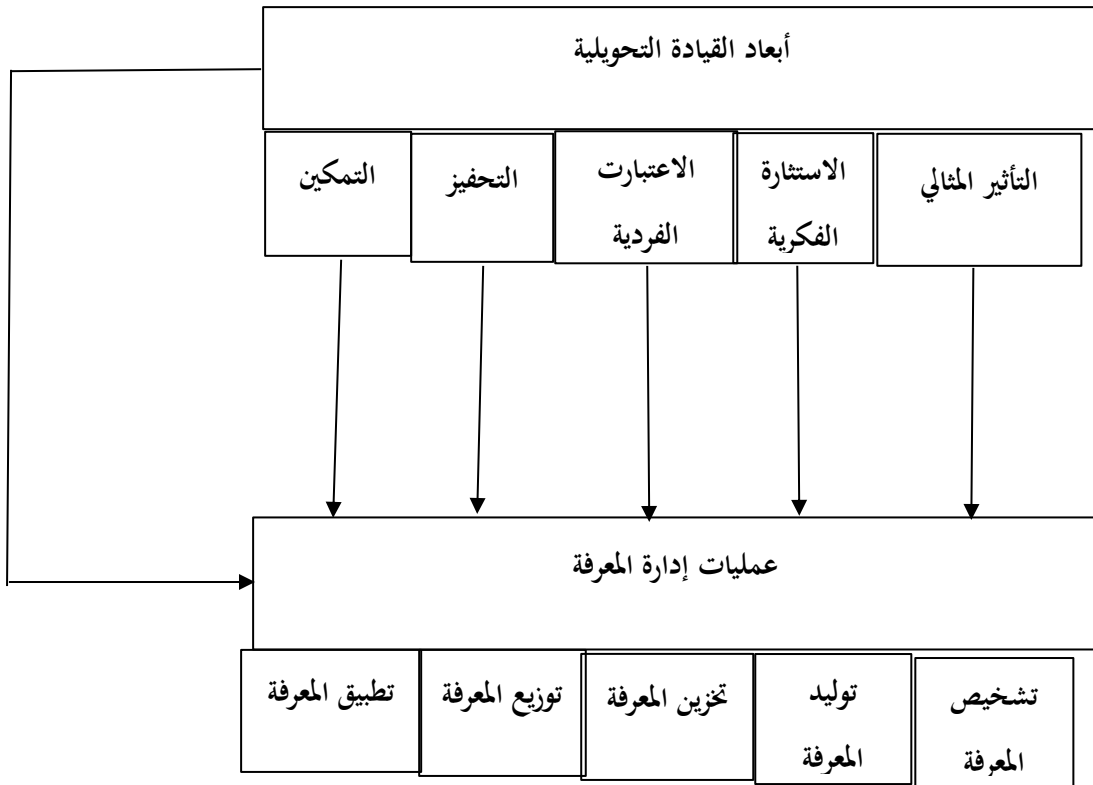 أبعاد القيادة التحويلية
التأثير المثالي
الاستثارة
الفكرية
الاعتبارت
الفردية
التحفيز
التمكين
عمليات إدارة المعرفة
تشخيص
المعرفة
توليد
المعرفة
تخزين المعرفة
توزيع المعرفة
تطبيق المعرفة